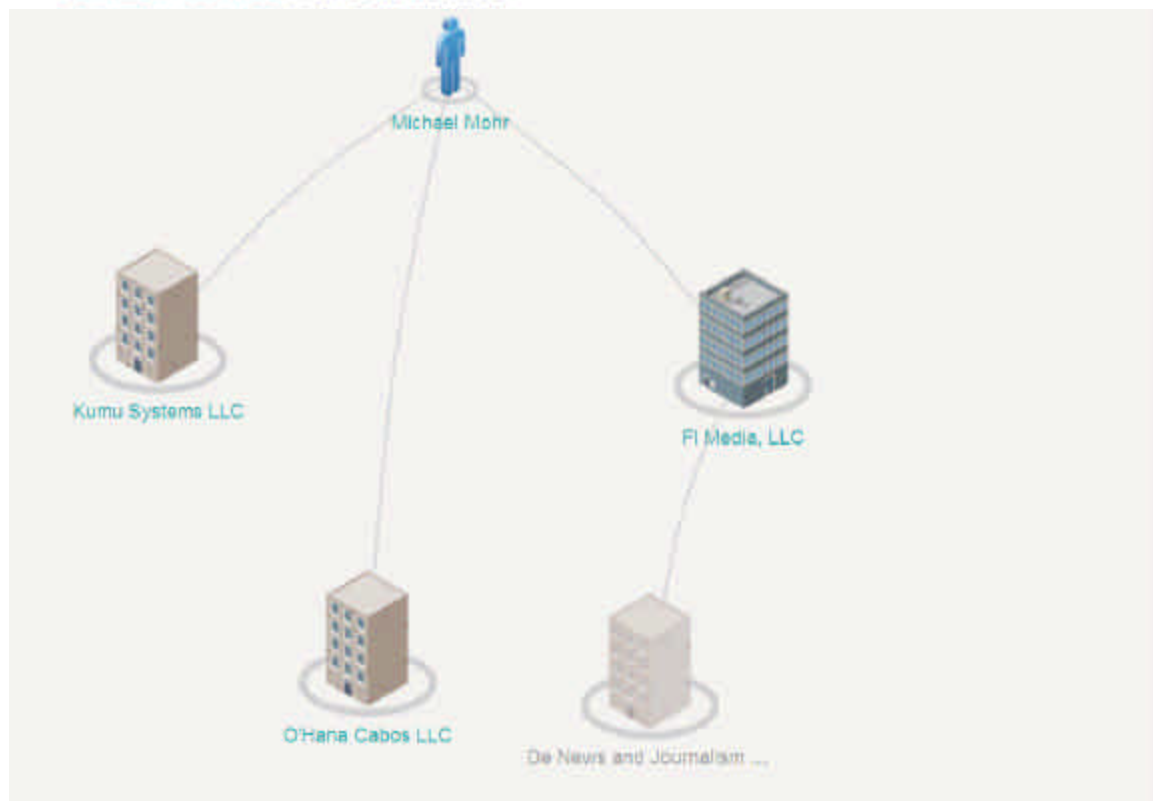 Michael Mohr
Kumu Systems LLC
FI Media, LLC
O'Hana Cabos LLC
De News and Journalism ...